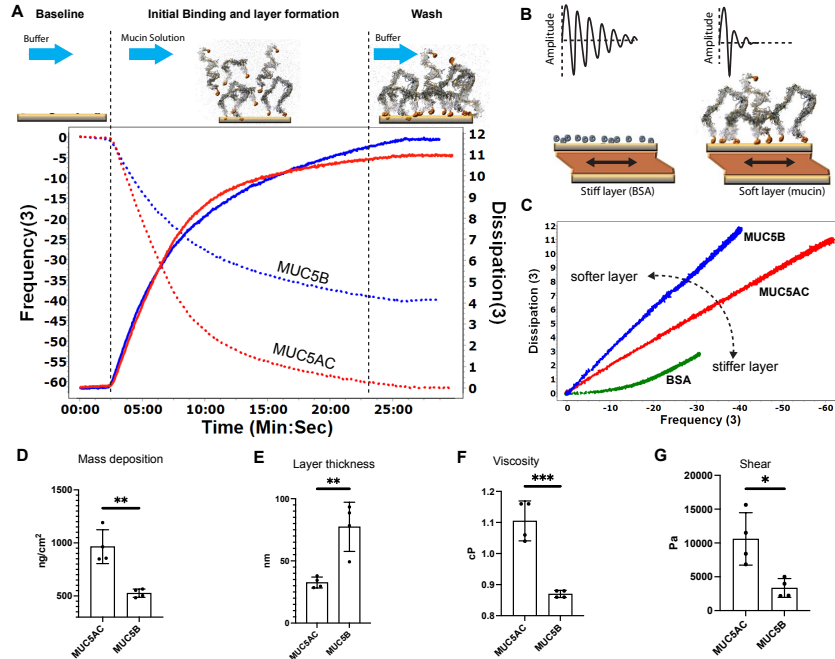 A
Baseline
Initial Binding and layer formation
Wash
Buffer
Mucin Solution
Buffer
Frequency(3)
0
-5
-10
-15
-20
-25
-30
-35
-40
-45
-50
-55
-60
12
11
10
9
8
7
6
5
4
3
2
1
0
Dissipation(3)
MUC5B
MUC5AC
00:00 05:00 10:00 15:00 20:00 25:00
Time (Min:Sec)
B
Amplitude
Amplitude
Stiff layer (BSA)
Soft layer (mucin)
C
Dissipation (3)
12
11
10
9
8
7
6
5
4
3
2
1
0
MUC5B
softer layer
MUC5AC
stiffer layer
BSA
0 -10 -20 -30 -40 -50 -60
Frequency (3)
D
Mass deposition
ng/cm²
1500
1000
500
**
MUC5AC
MUC5B
E
Layer thickness
nm
100
50
0
**
MUC5AC
MUC5B
F
Viscosity
cP
1.2
1.1
1.0
0.9
0.8
***
MUC5AC
MUC5B
G
Shear
Pa
20000
15000
10000
5000
0
*
MUC5AC
MUC5B